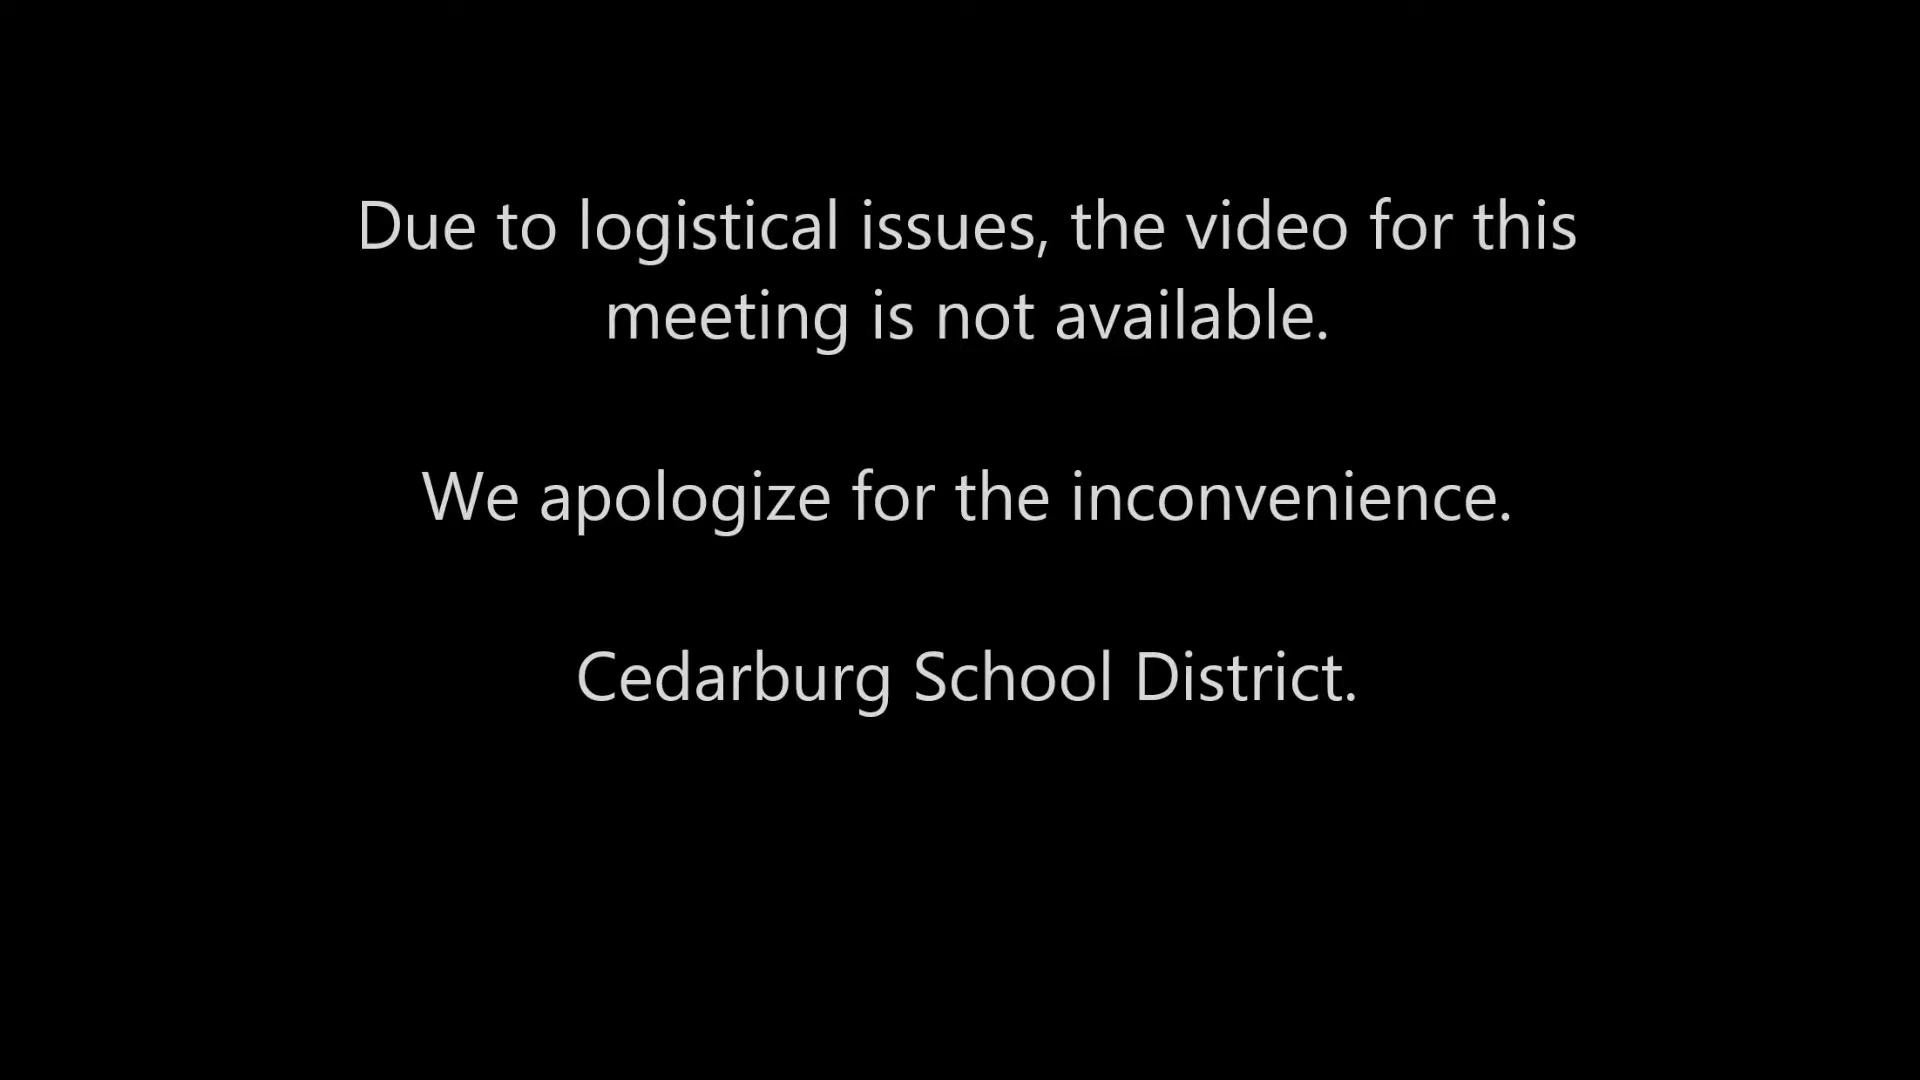 Due to logistical issues, the video for this
meeting is not available.
We apologize for the inconvenience.
Cedarburg School District.